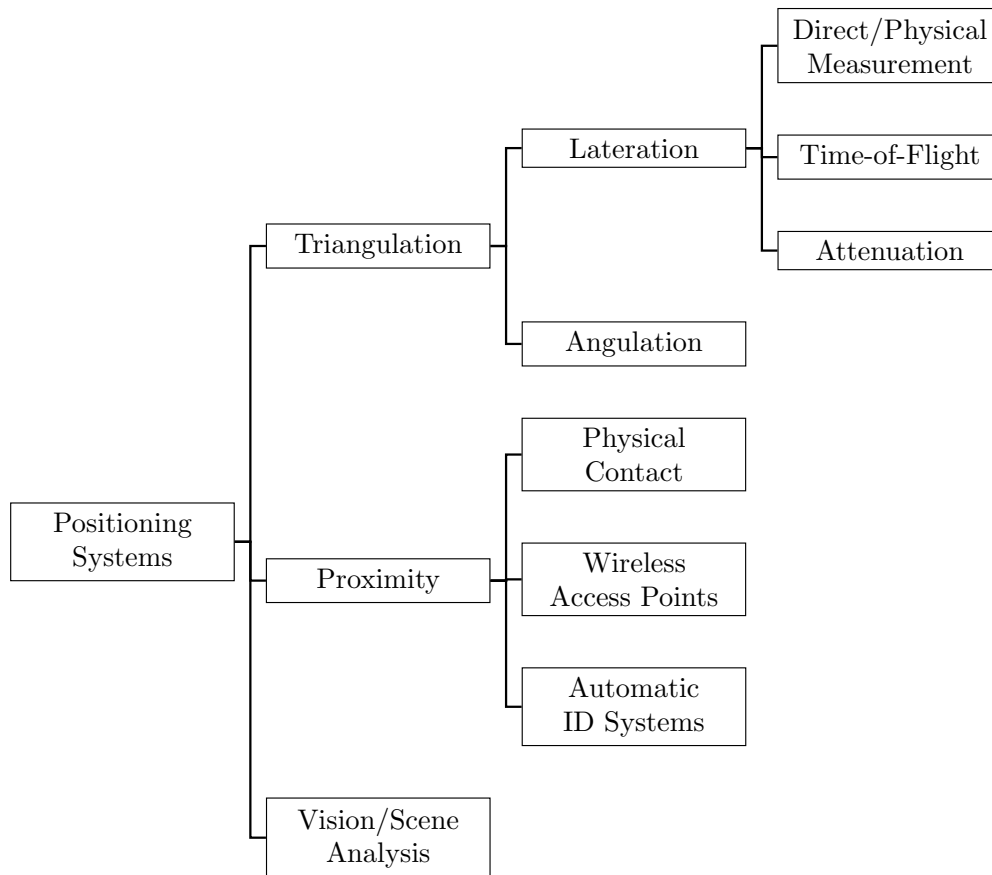 Direct/Physical
Measurement
Lateration
Time-of-Flight
Triangulation
Attenuation
Angulation
Physical
Contact
Positioning
Systems
Proximity
Wireless
Access Points
Automatic
ID Systems
Vision/Scene
Analysis